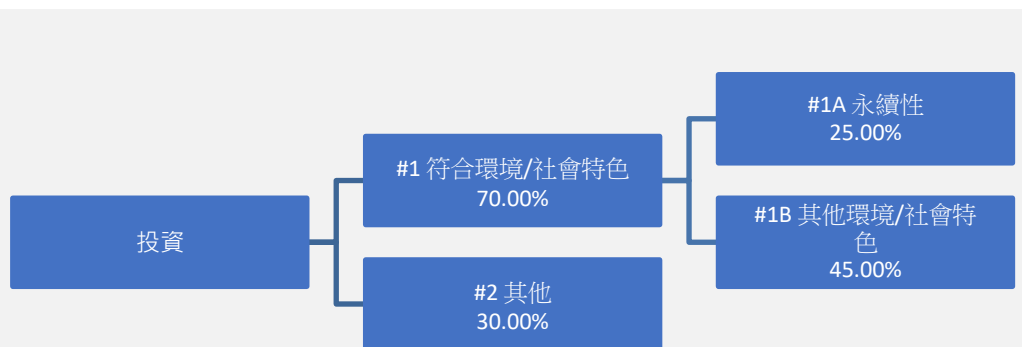 投資
#1 符合環境/社會特色
70.00%
#2 其他
30.00%
#1A 永續性
25.00%
#1B 其他環境/社會特
色
45.00%